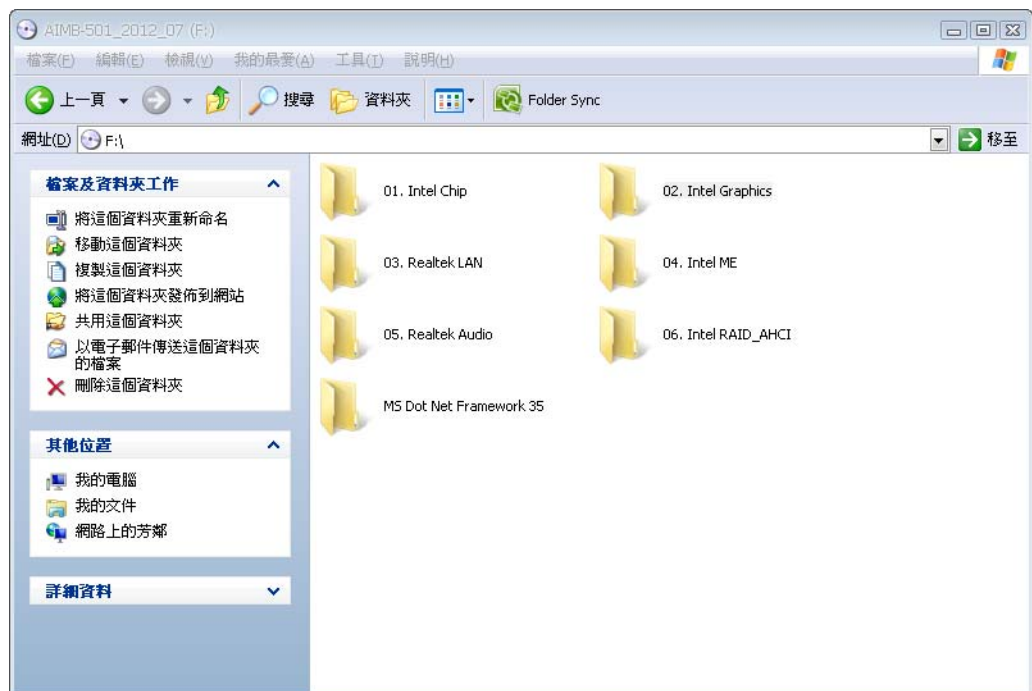 AIMB-501_2012_07 (F:)
檔案(F) 編輯(E) 檢視(V) 我的最愛(A) 工具(T) 說明(H)
上一頁 搜尋 資料夾 Folder Sync
網址(D) F:\ 移至
檔案及資料夾工作
將這個資料夾重新命名
移動這個資料夾
複製這個資料夾
將這個資料夾發佈到網站
共用這個資料夾
以電子郵件傳送這個資料夾
的檔案
刪除這個資料夾
其他位置
我的電腦
我的文件
網路上的芳鄰
詳細資料
01. Intel Chip
02. Intel Graphics
03. Realtek LAN
04. Intel ME
05. Realtek Audio
06. Intel RAID_AHCI
MS Dot Net Framework 35